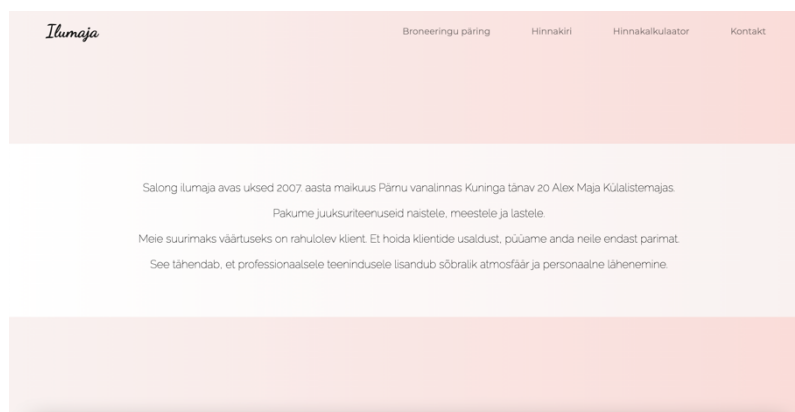 Ilumaja
Broneeringu päring Hinnakiri Hinnakalkulaator Kontakt
Salong ilumaja avas uksed 2007. aasta maikuus Pärnu vanalinnas Kuninga tänav 20 Alex Maja Külalistemajas.
Pakume juuksuriteenuseid naistele, meestele ja lastele.
Meie suurimaks väärtuseks on rahulolev klient. Et hoida klientide usaldust, püüame anda neile endast parimat.
See tähendab, et professionaalsele teenindusele lisandub sõbralik atmosfäär ja personaalne lähenemine.